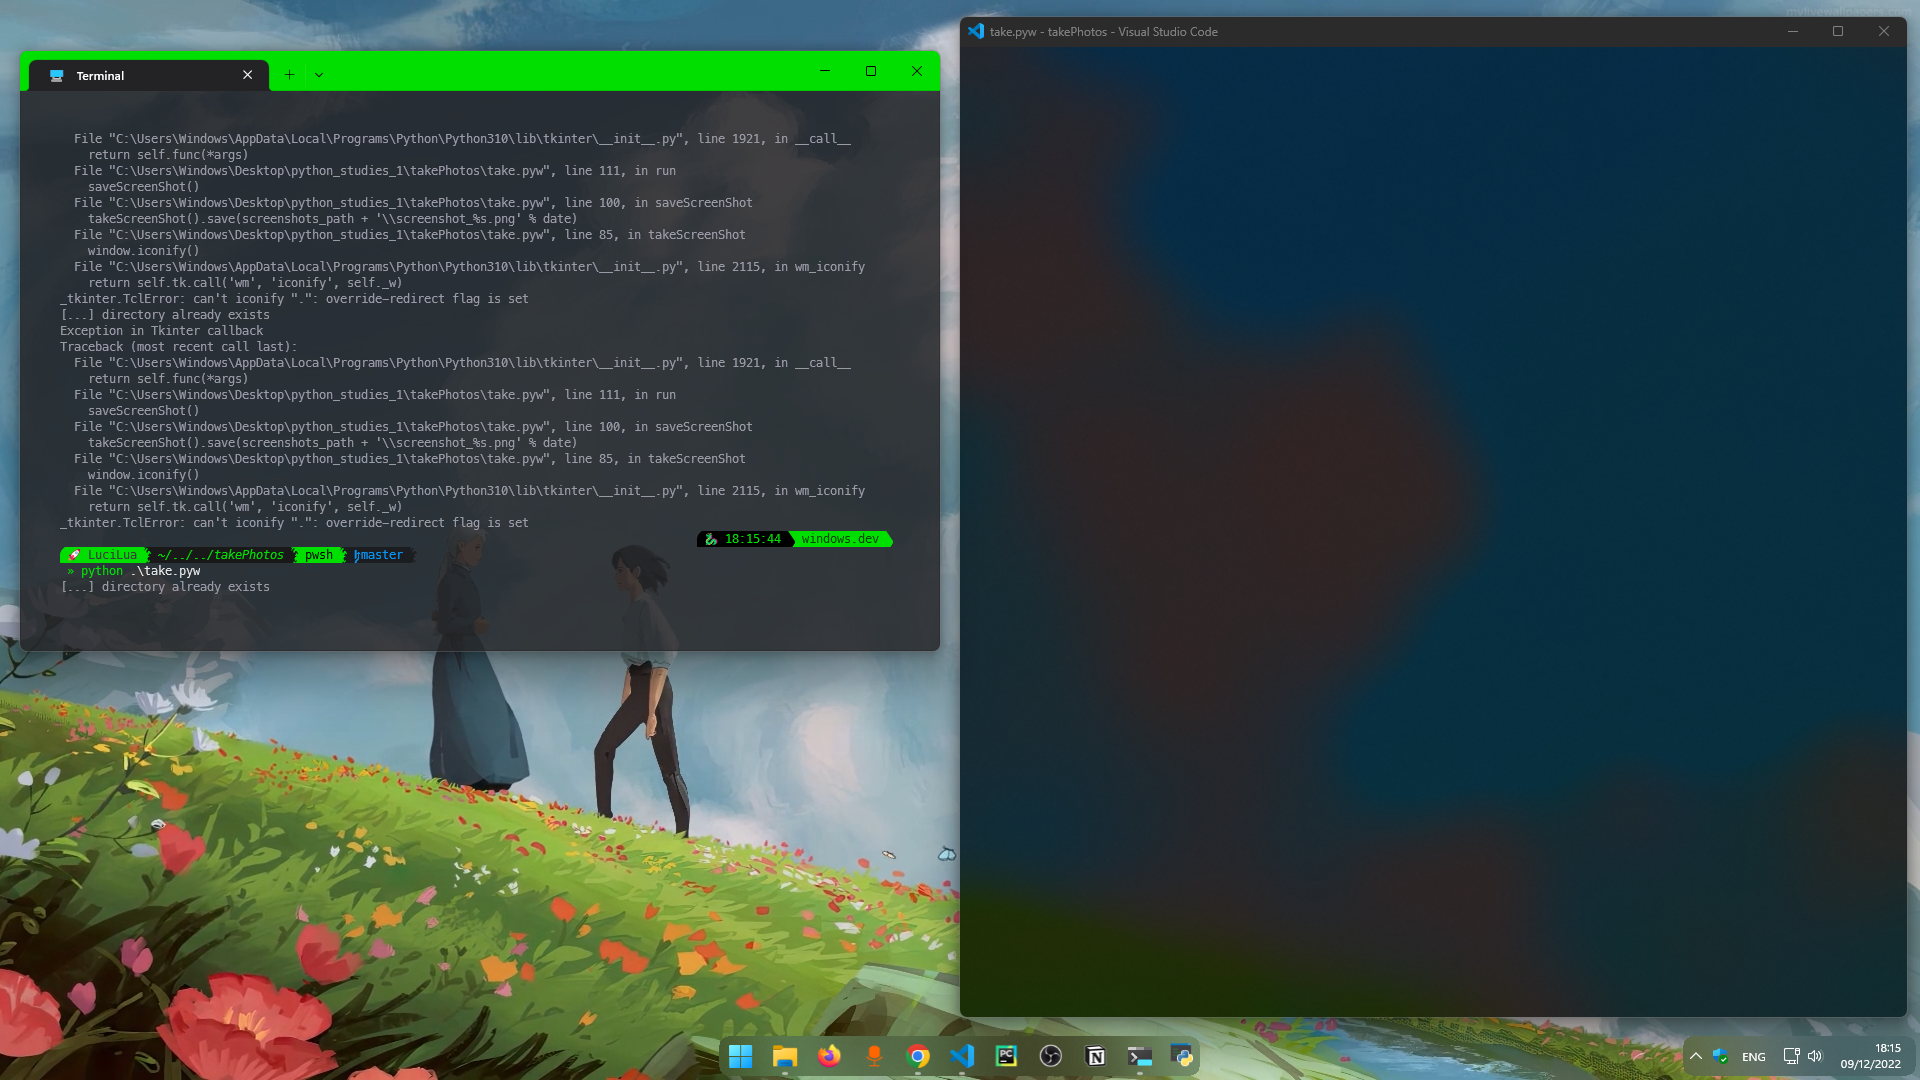 mylivewallpapers.com
take.pyw - takePhotos - Visual Studio Code
Terminal
File "C:\Users\Windows\AppData\Local\Programs\Python\Python310\lib\tkinter\__init__.py", line 1921, in __call__
return self.func(*args)
File "C:\Users\Windows\Desktop\python_studies_1\takePhotos\take.pyw", line 111, in run
saveScreenShot()
File "C:\Users\Windows\Desktop\python_studies_1\takePhotos\take.pyw", line 100, in saveScreenShot
takeScreenShot().save(screenshots_path + '\\screenshot_%s.png' % date)
File "C:\Users\Windows\Desktop\python_studies_1\takePhotos\take.pyw", line 85, in takeScreenShot
window.iconify()
File "C:\Users\Windows\AppData\Local\Programs\Python\Python310\lib\tkinter\__init__.py", line 2115, in wm_iconify
return self.tk.call('wm', 'iconify', self._w)
_tkinter.TclError: can't iconify ".": override-redirect flag is set
[...] directory already exists
Exception in Tkinter callback
Traceback (most recent call last):
File "C:\Users\Windows\AppData\Local\Programs\Python\Python310\lib\tkinter\__init__.py", line 1921, in __call__
return self.func(*args)
File "C:\Users\Windows\Desktop\python_studies_1\takePhotos\take.pyw", line 111, in run
saveScreenShot()
File "C:\Users\Windows\Desktop\python_studies_1\takePhotos\take.pyw", line 100, in saveScreenShot
takeScreenShot().save(screenshots_path + '\\screenshot_%s.png' % date)
File "C:\Users\Windows\Desktop\python_studies_1\takePhotos\take.pyw", line 85, in takeScreenShot
window.iconify()
File "C:\Users\Windows\AppData\Local\Programs\Python\Python310\lib\tkinter\__init__.py", line 2115, in wm_iconify
return self.tk.call('wm', 'iconify', self._w)
_tkinter.TclError: can't iconify ".": override-redirect flag is set
18:15:44 windows.dev
LuciLua ~/../../takePhotos pwsh master
» python .\take.pyw
[...] directory already exists
PC
N
ENG
18:15
09/12/2022